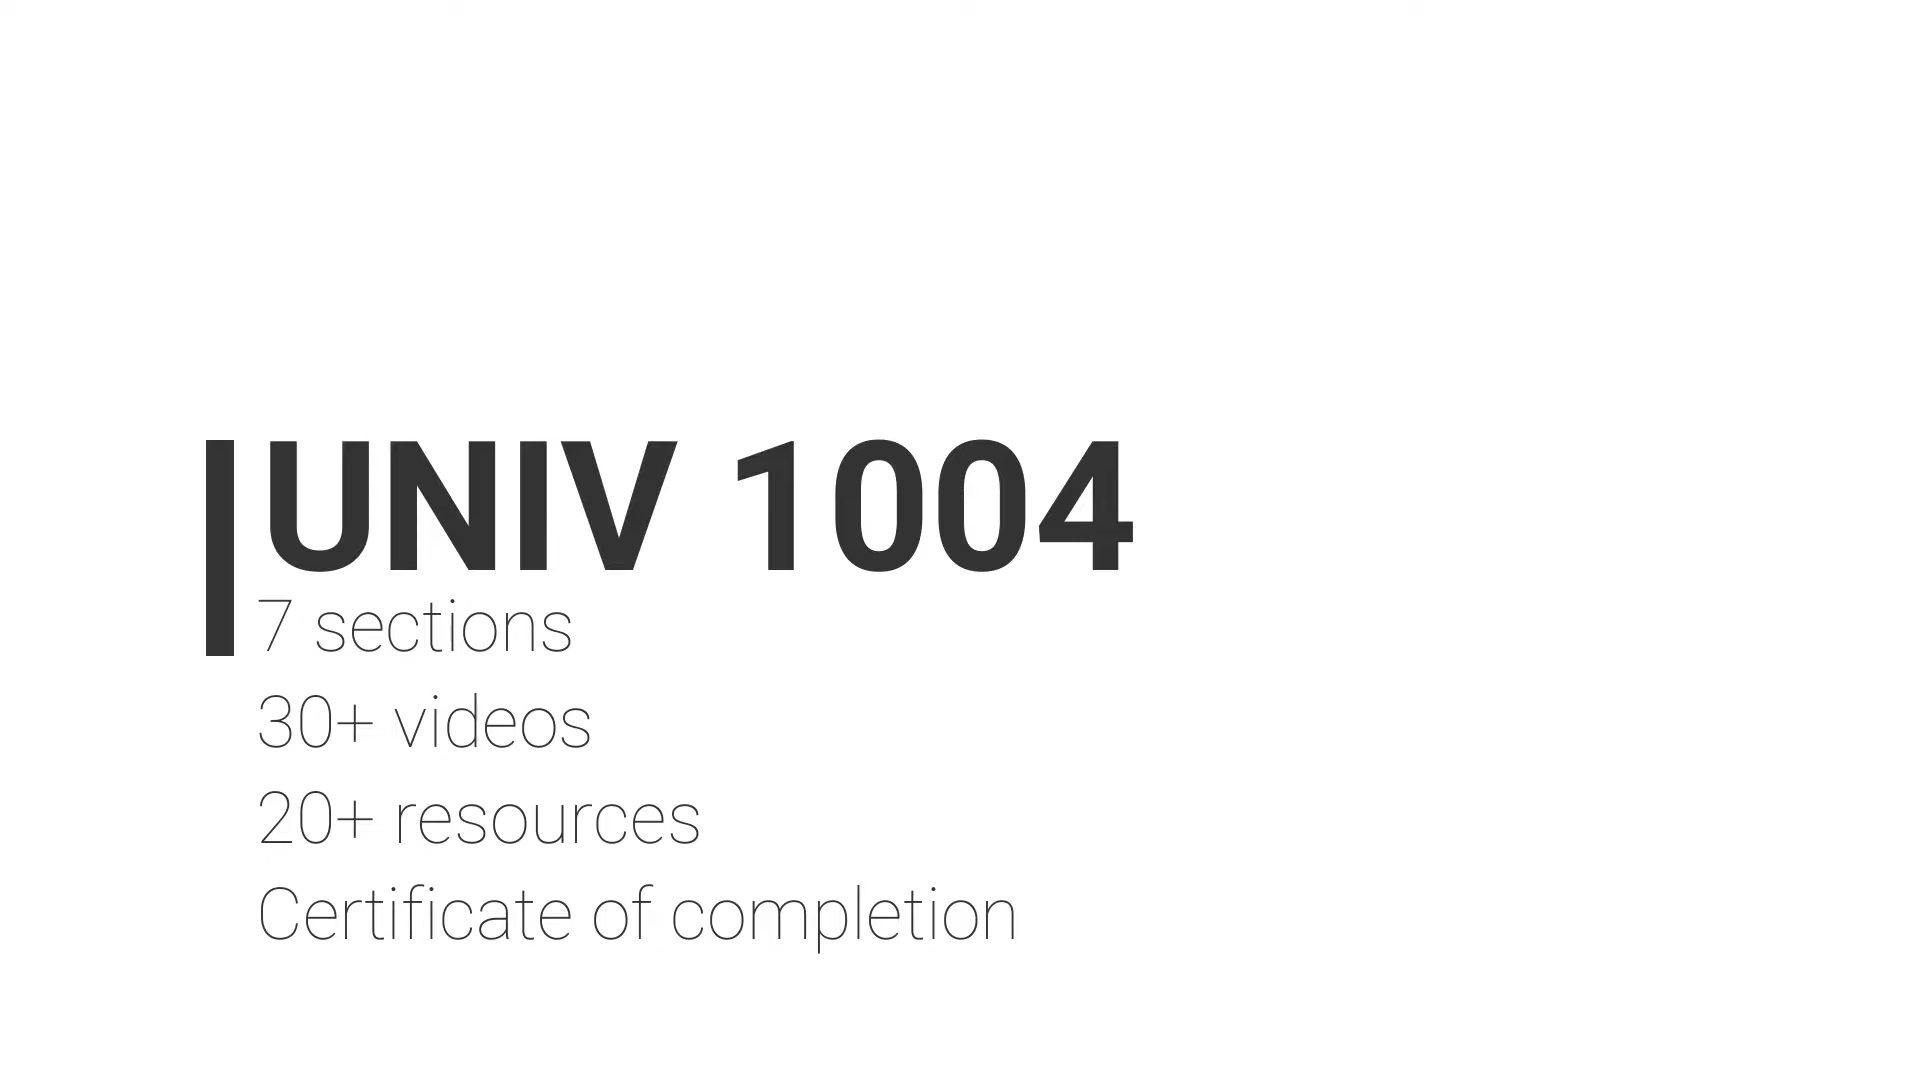 UNIV 1004
7 sections
30+ videos
20+ resources
Certificate of completion